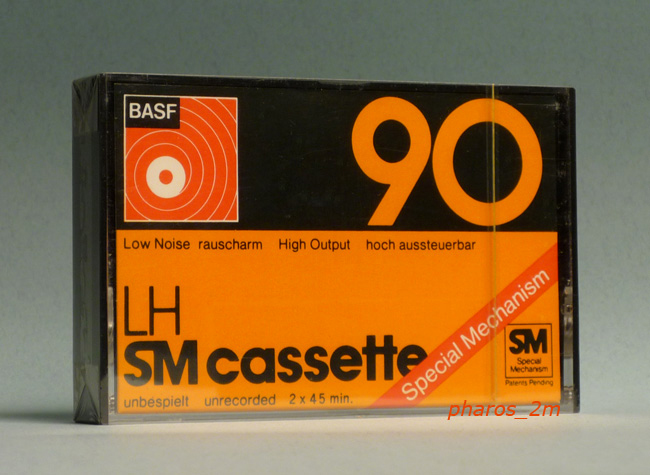 BASF
90
Low Noise rauscharm High Output hoch aussteuerbar
LH
SM cassette
Special Mechanism
SM
Special
Mechanism
Patents Pending
unbespielt unrecorded 2 x 45 min.
pharos_2m